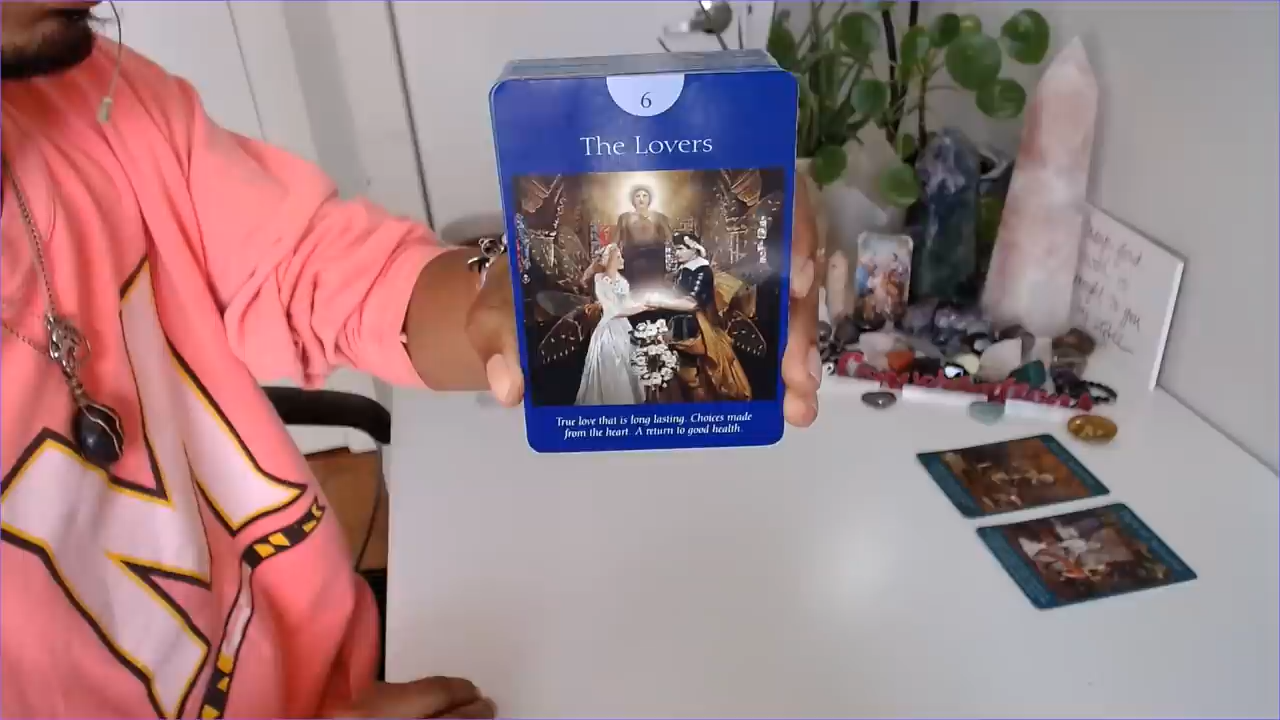 6
The Lovers
True love that is long lasting. Choices made
from the heart. A return to good health.